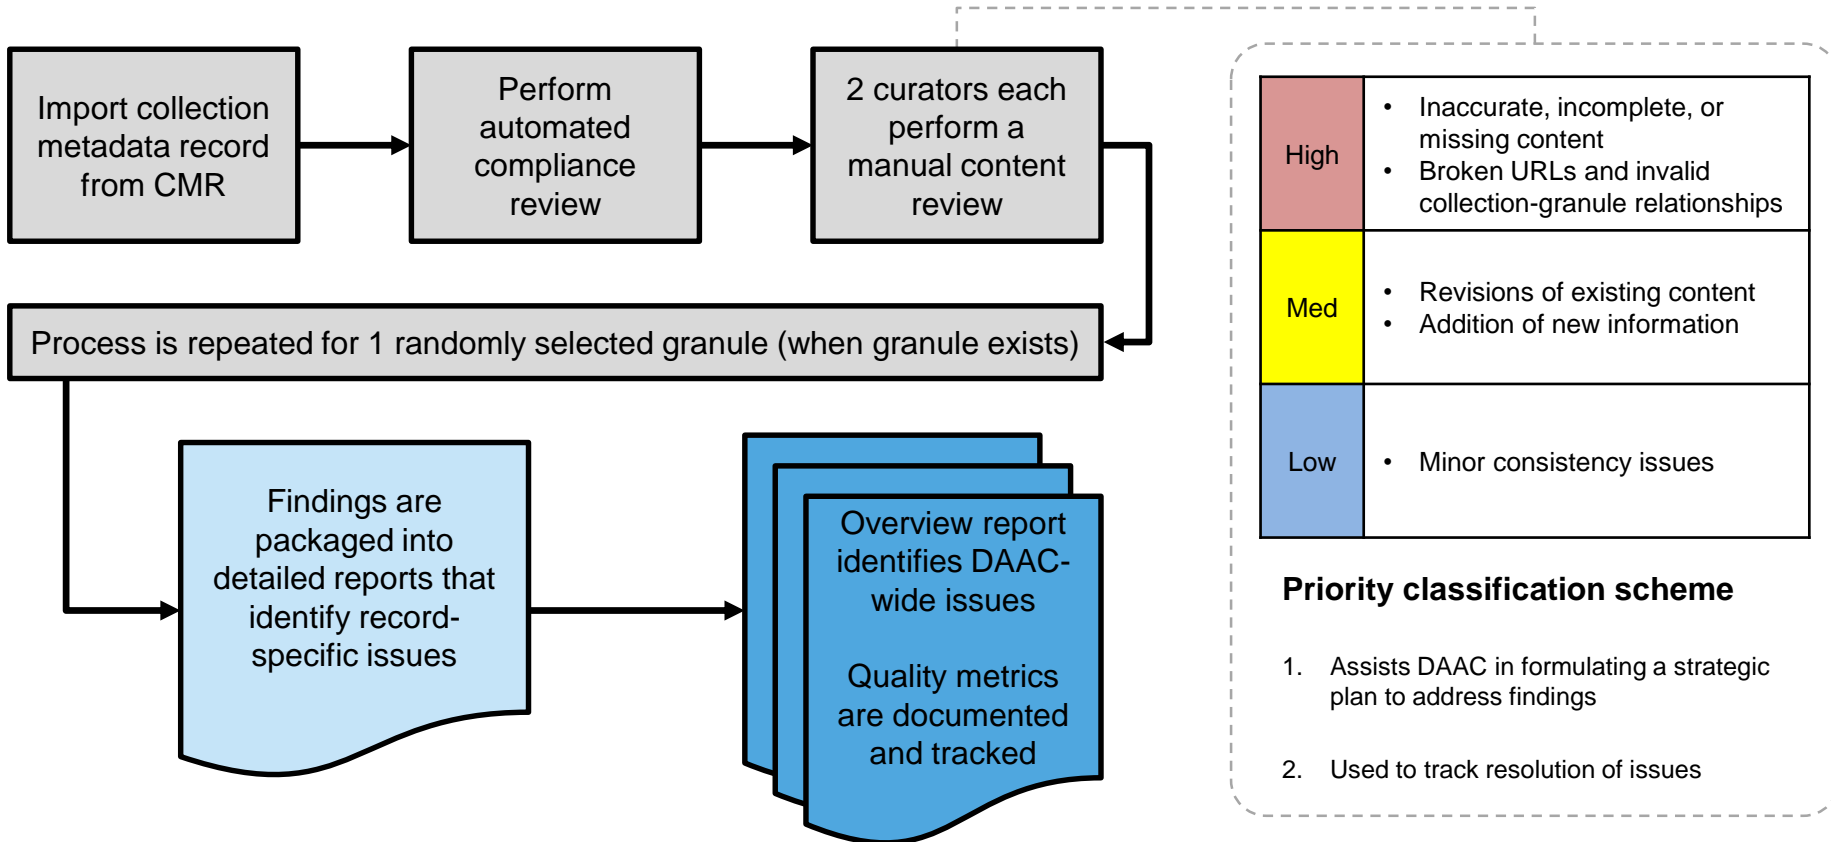 Import collection
metadata record
from CMR
Perform
automated
compliance
review
2 curators each
perform a
manual content
review
Process is repeated for 1 randomly selected granule (when granule exists)
Findings are
packaged into
detailed reports that
identify record-
specific issues
Overview report
identifies DAAC-
wide issues
Quality metrics
are documented
and tracked
High
• Inaccurate, incomplete, or
missing content
• Broken URLs and invalid
collection-granule relationships
Med
• Revisions of existing content
• Addition of new information
Low
• Minor consistency issues
Priority classification scheme
1. Assists DAAC in formulating a strategic
plan to address findings
2. Used to track resolution of issues